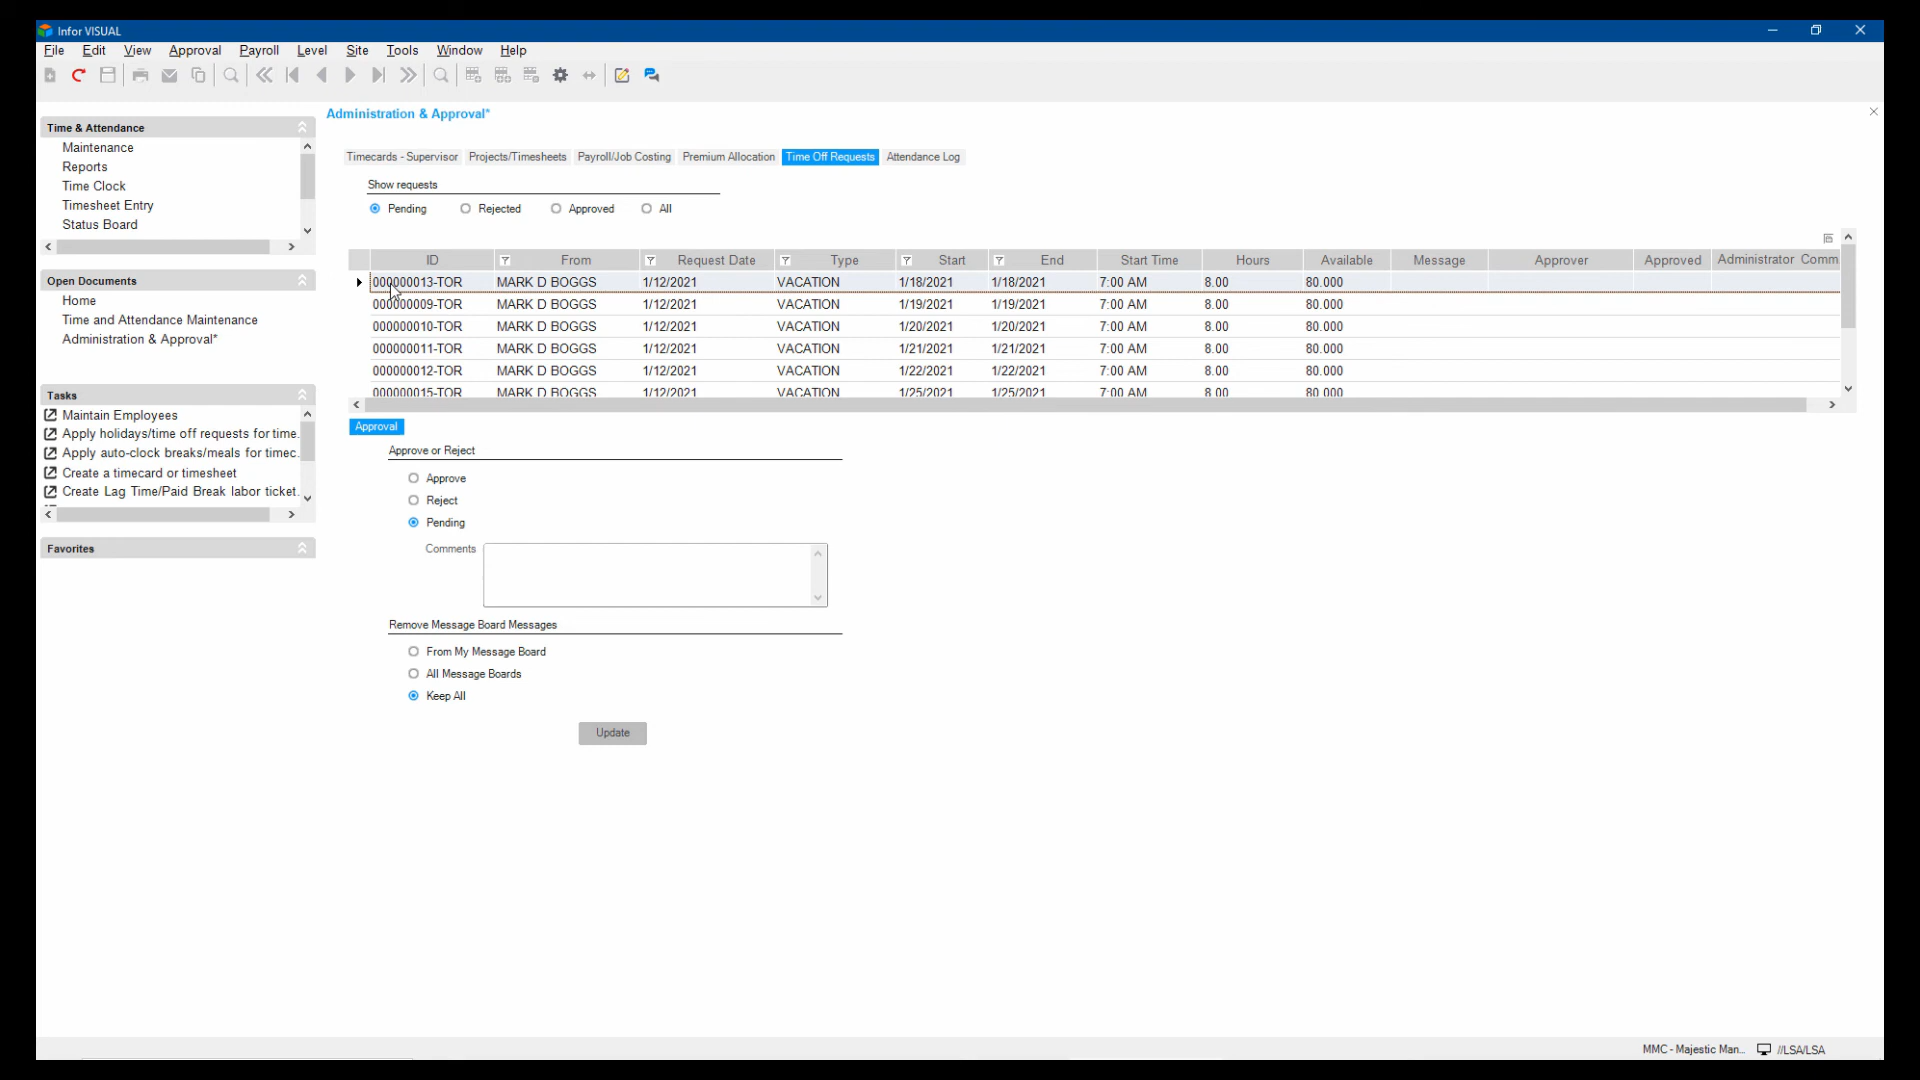 Infor VISUAL
File Edit View Approval Payroll Level Site Tools Window Help
Time & Attendance
Maintenance
Reports
Time Clock
Timesheet Entry
Status Board
Open Documents
Home
Time and Attendance Maintenance
Administration & Approval*
Tasks
Maintain Employees
Apply holidays/time off requests for time.
Apply auto-clock breaks/meals for timec.
Create a timecard or timesheet
Create Lag Time/Paid Break labor ticket.
Favorites
Administration & Approval*
Timecards - Supervisor Projects/Timesheets Payroll/Job Costing Premium Allocation Time Off Requests Attendance Log
Show requests
Pending Rejected Approved All
ID From Request Date Type Start End Start Time Hours Available Message Approver Approved Administrator Comm
000000013-TOR MARK D BOGGS 1/12/2021 VACATION 1/18/2021 1/18/2021 7:00 AM 8.00 80.000
000000009-TOR MARK D BOGGS 1/12/2021 VACATION 1/19/2021 1/19/2021 7:00 AM 8.00 80.000
000000010-TOR MARK D BOGGS 1/12/2021 VACATION 1/20/2021 1/20/2021 7:00 AM 8.00 80.000
000000011-TOR MARK D BOGGS 1/12/2021 VACATION 1/21/2021 1/21/2021 7:00 AM 8.00 80.000
000000012-TOR MARK D BOGGS 1/12/2021 VACATION 1/22/2021 1/22/2021 7:00 AM 8.00 80.000
000000015-TOR MARK D BOGGS 1/12/2021 VACATION 1/25/2021 1/25/2021 7:00 AM 8.00 80.000
Approval
Approve or Reject
Approve
Reject
Pending
Comments
Remove Message Board Messages
From My Message Board
All Message Boards
Keep All
Update
MMC - Majestic Man... //LSA/LSA